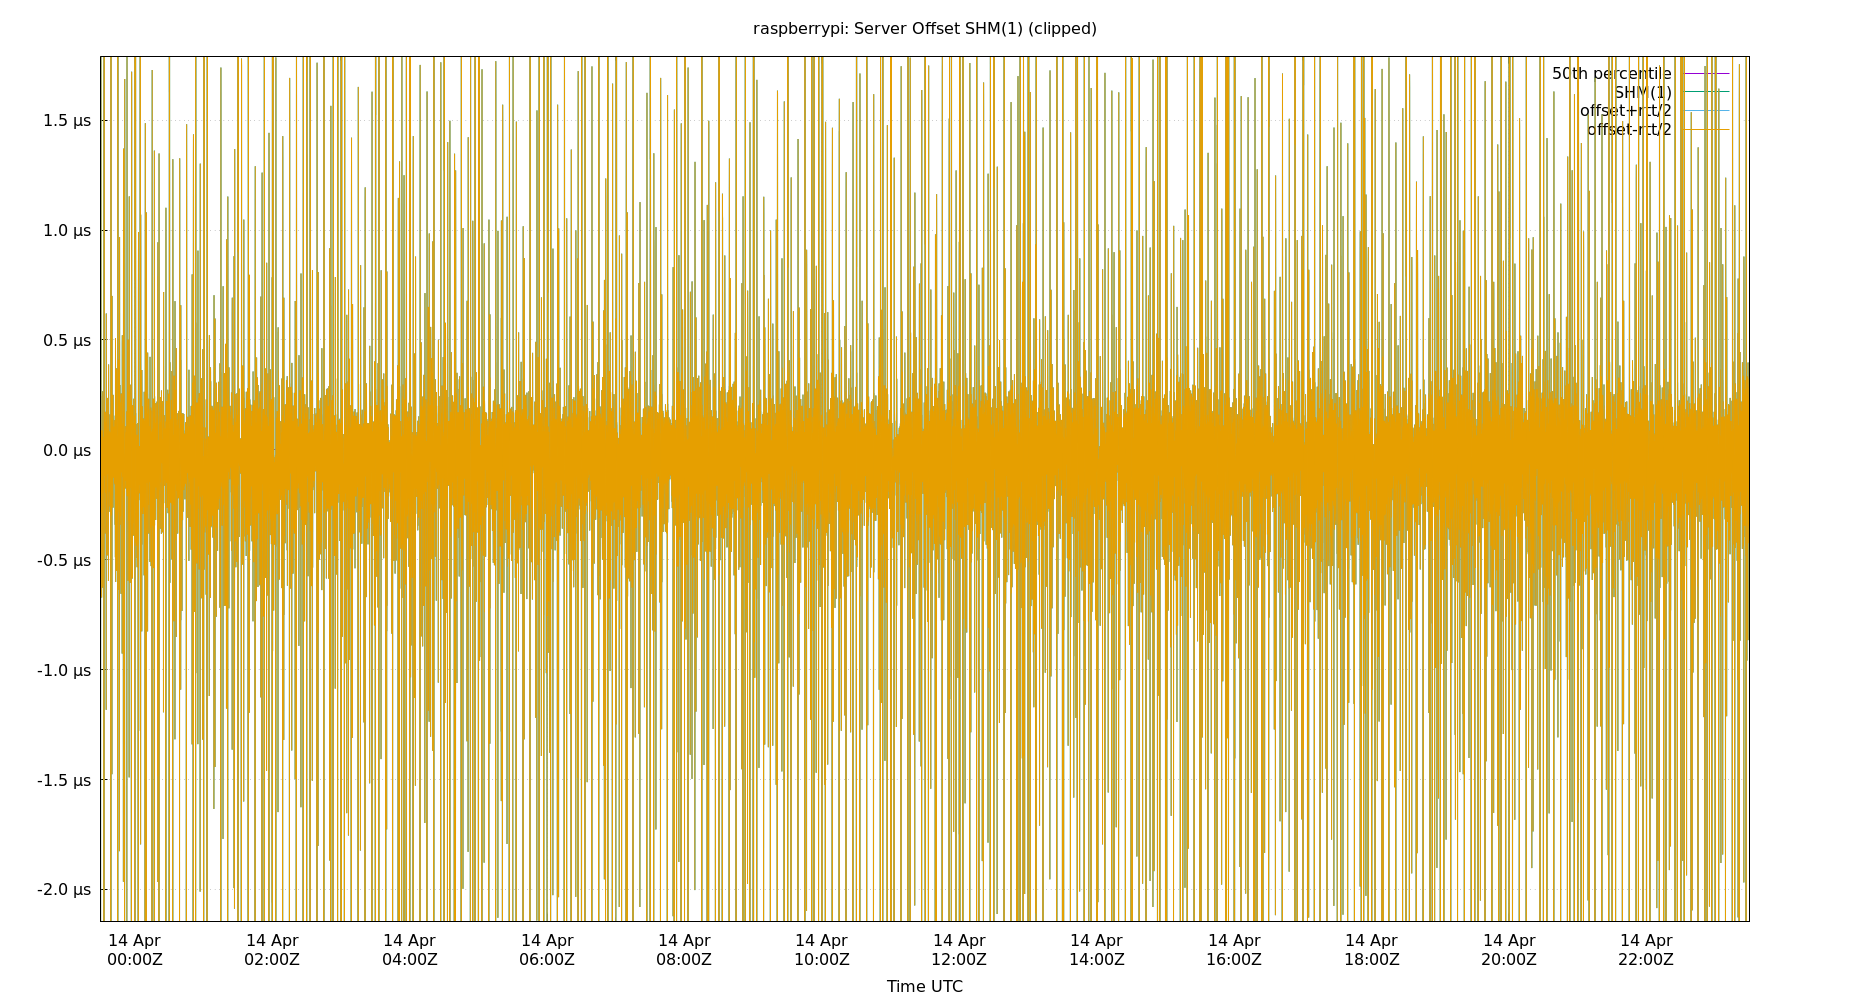 raspberrypi: Server Offset SHM(1) (clipped)
50th percentile
SHM(1)
offset+rtt/2
offset-rtt/2
1.5 µs
1.0 µs
0.5 µs
0.0 µs
-0.5 µs
-1.0 µs
-1.5 µs
-2.0 µs
14 Apr 14 Apr 14 Apr 14 Apr 14 Apr 14 Apr 14 Apr 14 Apr 14 Apr 14 Apr 14 Apr 14 Apr
00:00Z 02:00Z 04:00Z 06:00Z 08:00Z 10:00Z 12:00Z 14:00Z 16:00Z 18:00Z 20:00Z 22:00Z
Time UTC